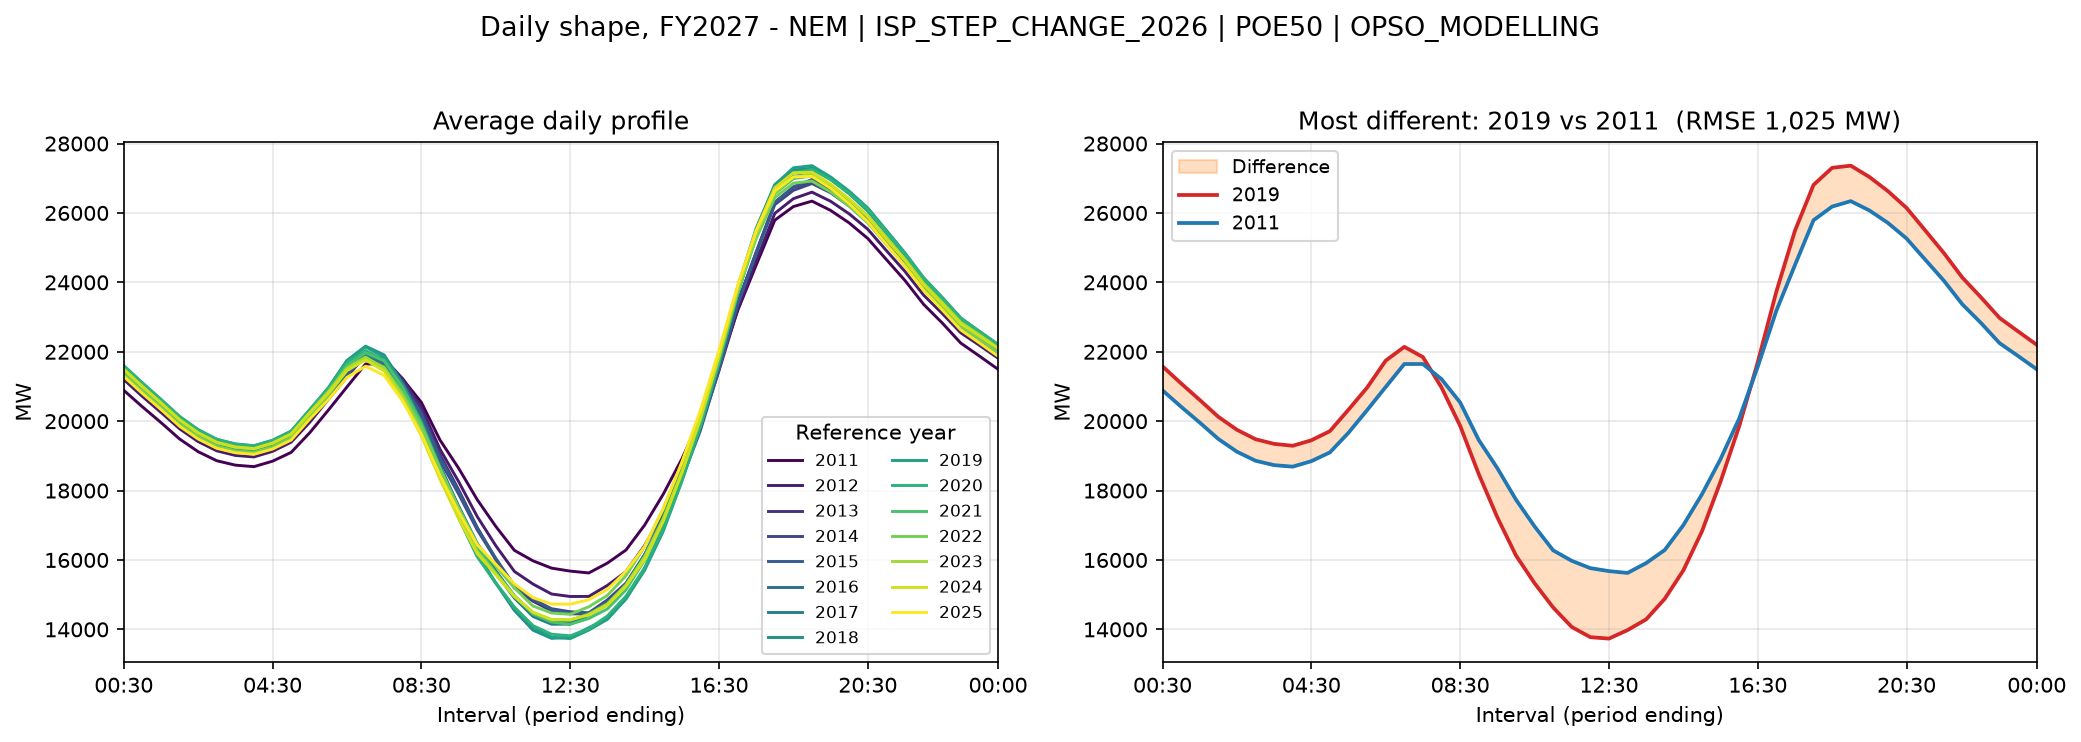 Daily shape, FY2027 - NEM | ISP_STEP_CHANGE_2026 | POE50 | OPSO_MODELLING
Average daily profile
MW
28000
26000
24000
22000
20000
18000
16000
14000
00:30 04:30 08:30 12:30 16:30 20:30 00:00
Interval (period ending)
Reference year
2011 2019
2012 2020
2013 2021
2014 2022
2015 2023
2016 2024
2017 2025
2018
Most different: 2019 vs 2011 (RMSE 1,025 MW)
MW
28000
26000
24000
22000
20000
18000
16000
14000
00:30 04:30 08:30 12:30 16:30 20:30 00:00
Interval (period ending)
Difference
2019
2011